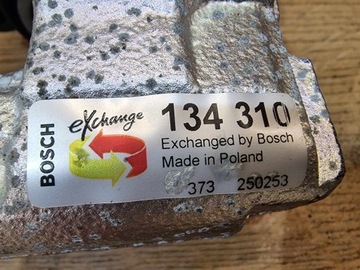 BOSCH
eXchange
134 310
Exchanged by Bosch
Made in Poland
373 250253